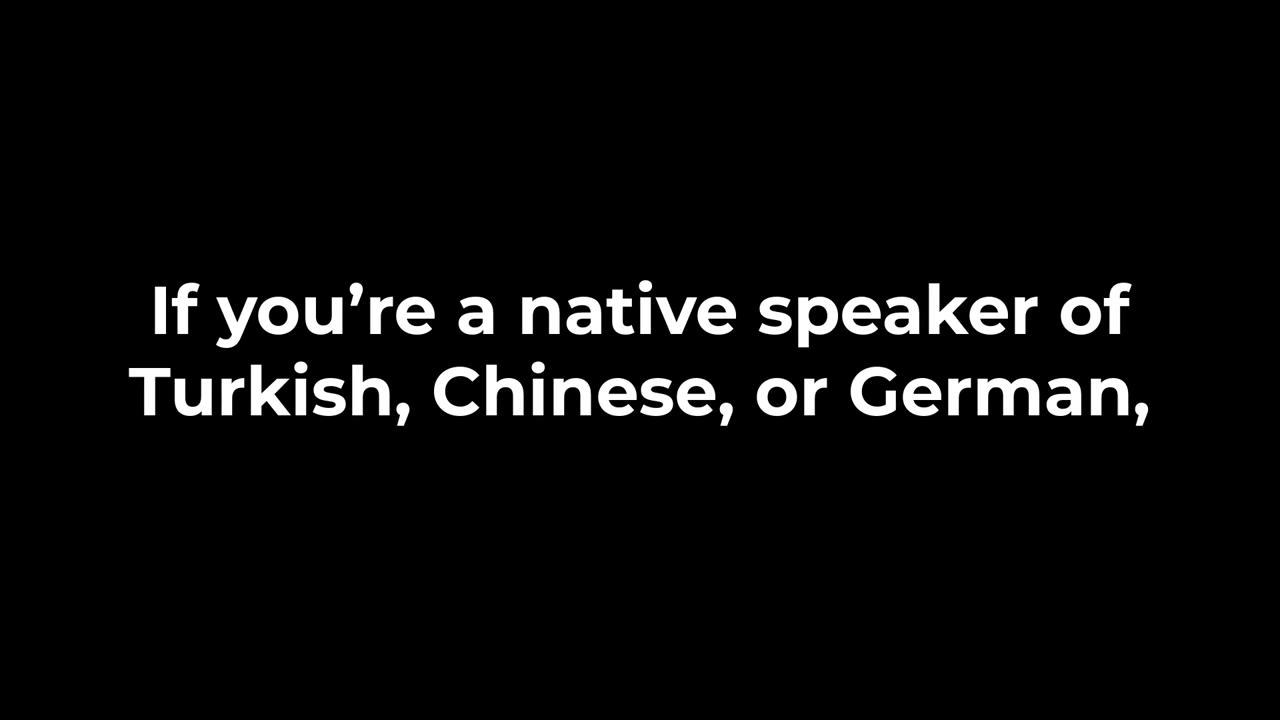 If you’re a native speaker of
Turkish, Chinese, or German,